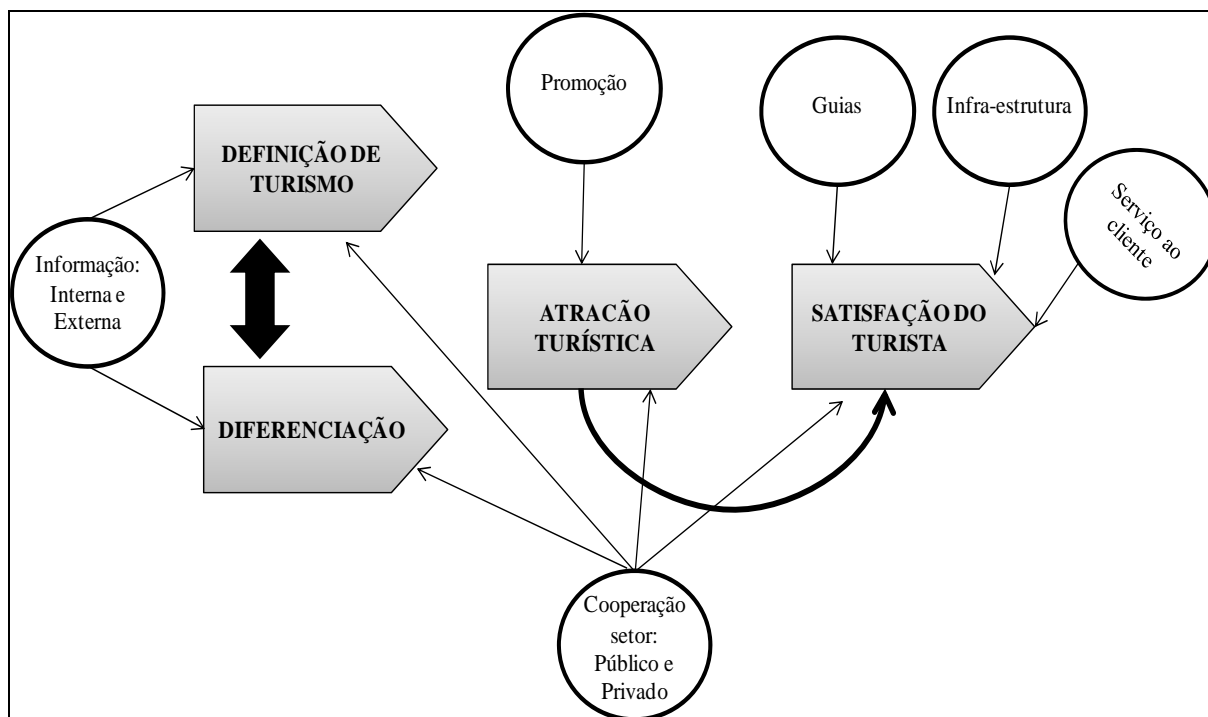 Promoção
Guias
Infra-estrutura
DEFINIÇÃO DE
TURISMO
Serviço ao
cliente
Informação:
Interna e
Externa
ATRACÃO
TURÍSTICA
SATISFAÇÃO DO
TURISTA
DIFERENCIAÇÃO
Cooperação
setor:
Público e
Privado